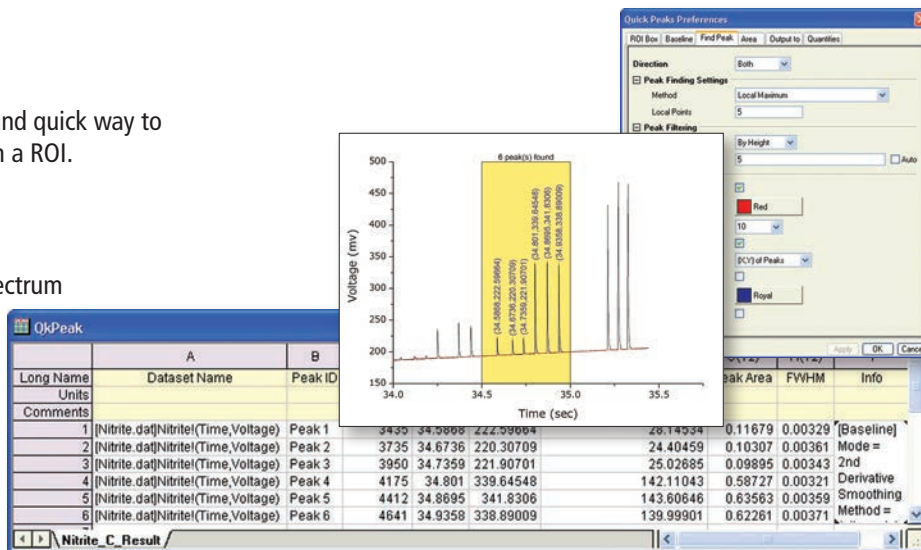 and quick way to
n a ROI.
ectrum
Quick Peaks Preferences
ROI Box Baseline Find Peak Area Output to Quantities
Direction Both
Peak Finding Settings
Method Local Maximum
Local Points 5
Peak Filtering
By Height
5 Auto
Red
10
(X,Y) of Peaks
Royal
Apply OK Cance
6 peak(s) found
500
450
400
350
300
250
200
150
Voltage (mv)
(34.5868,222.59664)
(34.6736,220.30709)
(34.7359,221.90701)
(34.801,339.64548)
(34.8695,341.8306)
(34.9358,338.89009)
34.0 34.5 35.0 35.5
Time (sec)
QkPeak
A B
Long Name Dataset Name Peak ID eak Area FWHM Info
Units
Comments
1 [Nitrite.dat]Nitrite!(Time,Voltage) Peak 1 3435 34.5868 222.59664 28.14534 0.11679 0.00329 [Baseline]
2 [Nitrite.dat]Nitrite!(Time,Voltage) Peak 2 3735 34.6736 220.30709 24.40459 0.10307 0.00361 Mode =
3 [Nitrite.dat]Nitrite!(Time,Voltage) Peak 3 3950 34.7359 221.90701 25.02685 0.09895 0.00343 2nd
4 [Nitrite.dat]Nitrite!(Time,Voltage) Peak 4 4175 34.801 339.64548 142.11043 0.58727 0.00321 Derivative
5 [Nitrite.dat]Nitrite!(Time,Voltage) Peak 5 4412 34.8695 341.8306 143.60646 0.63563 0.00359 Smoothing
6 [Nitrite.dat]Nitrite!(Time,Voltage) Peak 6 4641 34.9358 338.89009 139.99901 0.62261 0.00371 Method =
Nitrite_C_Result